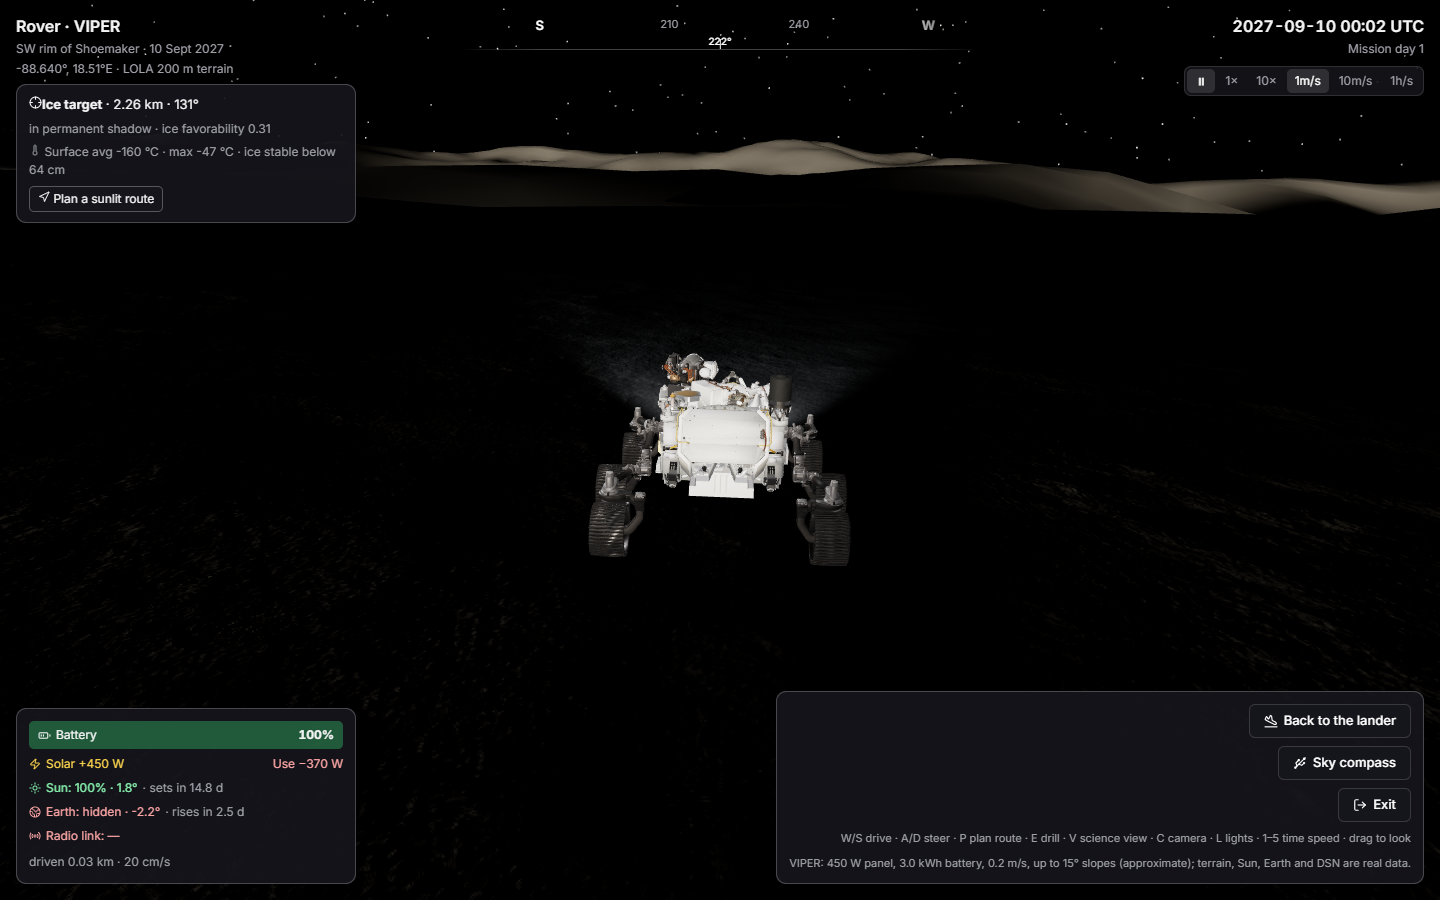 Rover · VIPER
SW rim of Shoemaker · 10 Sept 2027
-88.640°, 18.51°E · LOLA 200 m terrain
Ice target · 2.26 km · 131°
in permanent shadow · ice favorability 0.31
Surface avg -160 °C · max -47 °C · ice stable below
64 cm
Plan a sunlit route
S 210 240 W
222°
2027-09-10 00:02 UTC
Mission day 1
1× 10× 1m/s 10m/s 1h/s
Battery 100%
Solar +450 W Use −370 W
Sun: 100% · 1.8° · sets in 14.8 d
Earth: hidden · -2.2° · rises in 2.5 d
Radio link: —
driven 0.03 km · 20 cm/s
Back to the lander
Sky compass
Exit
W/S drive · A/D steer · P plan route · E drill · V science view · C camera · L lights · 1–5 time speed · drag to look
VIPER: 450 W panel, 3.0 kWh battery, 0.2 m/s, up to 15° slopes (approximate); terrain, Sun, Earth and DSN are real data.